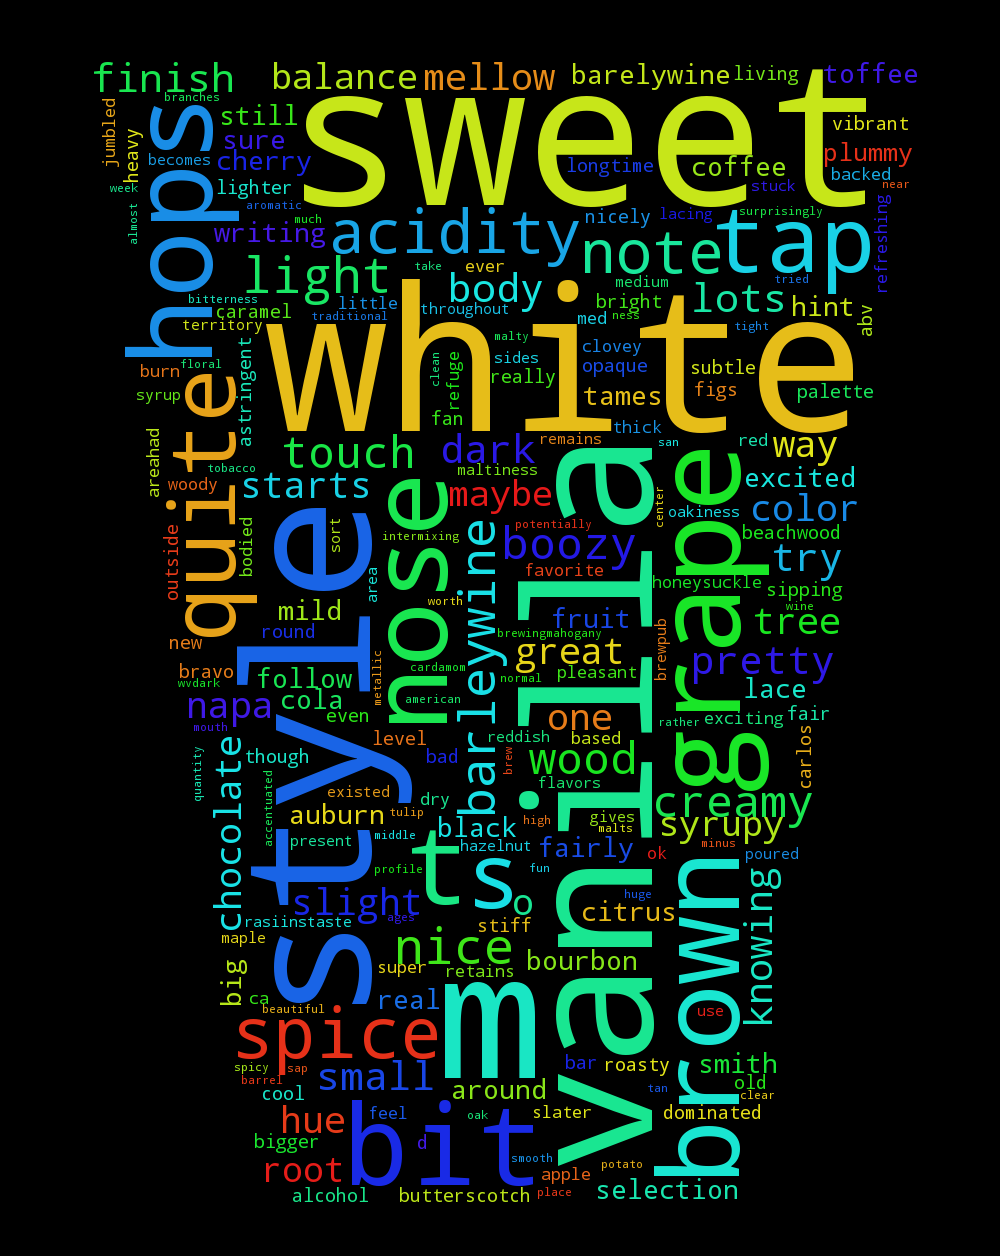 finish
balance
mellow
barelywine
living
toffee
sweet
branches
jumbled
heavy
hops
still
sure
becomes
cherry
vibrant
longtime
coffee
plummy
backed
near
week
lighter
stuck
almost
aromatic
much
writing
acidity
nicely
lacing
surprisingly
refreshing
note
tap
light
take
ever
body
medium
tried
bitterness
caramel
little
throughout
bright
lots
hint
abv
territory
traditional
med
ness
tight
white
floral
burn
syrup
quite
astringent
malty
clean
refuge
sides
really
clovey
opaque
subtle
tames
figs
palette
fan
thick
touch
dark
remains
san
red
way
areahad
tobacco
maltiness
woody
starts
maybe
center
oakiness
excited
outside
bodied
sort
style
nose
intermixing
potentially
boozy
vanilla
grape
color
beachwood
favorite
try
area
honeysuckle
sipping
mild
worth
barleywine
fruit
wine
tree
new
round
brewingmahogany
brewpub
great
bravo
metallic
cardamom
pleasant
pretty
wvdark
follow
normal
lace
napa
cola
american
one
even
rather
exciting
fair
mouth
level
reddish
based
chocolate
though
bad
brew
wood
carlos
quantity
accentuated
existed
flavors
auburn
tulip
dry
creamy
t
black
high
gives
malts
syrupy
present
middle
hazelnut
fairly
ok
minus
poured
profile
s
fun
slight
ages
o
huge
brown
knowing
rasiinstaste
stiff
citrus
maple
big
nice
super
retains
bourbon
ca
beautiful
real
m
use
spice
spicy
sap
barrel
small
bar
roasty
smith
cool
around
tan
old
clear
hue
bit
feel
oak
slater
dominated
bigger
d
root
smooth
apple
potato
alcohol
butterscotch
place
selection